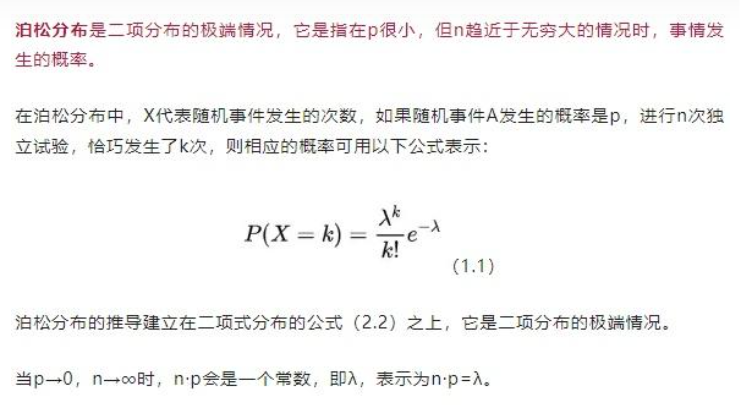 泊松分布是二项分布的极端情况，它是指在p很小，但n趋近于无穷大的情况时，事情发
生的概率。
在泊松分布中，X代表随机事件发生的次数，如果随机事件A发生的概率是p，进行n次独
立试验，恰巧发生了k次，则相应的概率可用以下公式表示：
P(X = k) = \frac{λ^k}{k!} e^{-λ}
(1.1)
泊松分布的推导建立在二项式分布的公式（2.2）之上，它是二项分布的极端情况。
当p→0，n→∞时，n·p会是一个常数，即λ，表示为n·p=λ。